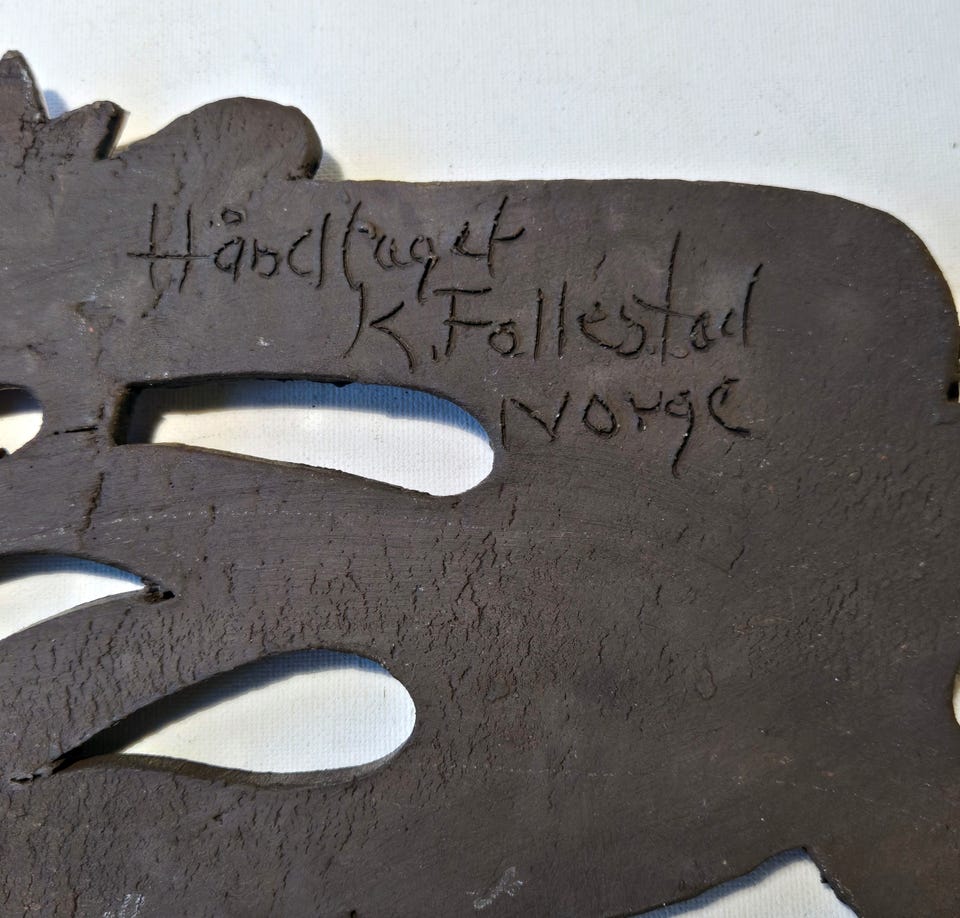 Håndlaget
K. Follestad
Norge